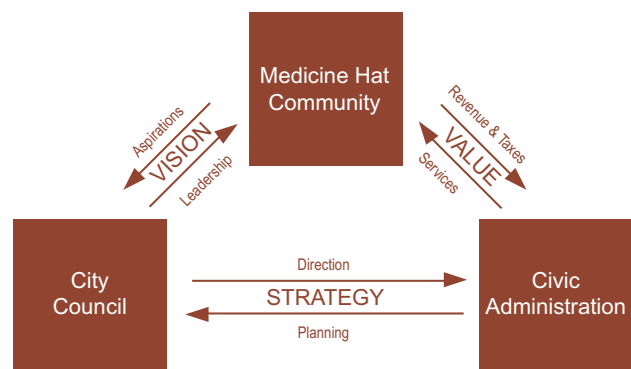 Medicine Hat
Community
Aspirations
VISION
Leadership
Revenue & Taxes
VALUE
Services
City
Council
Direction
STRATEGY
Planning
Civic
Administration